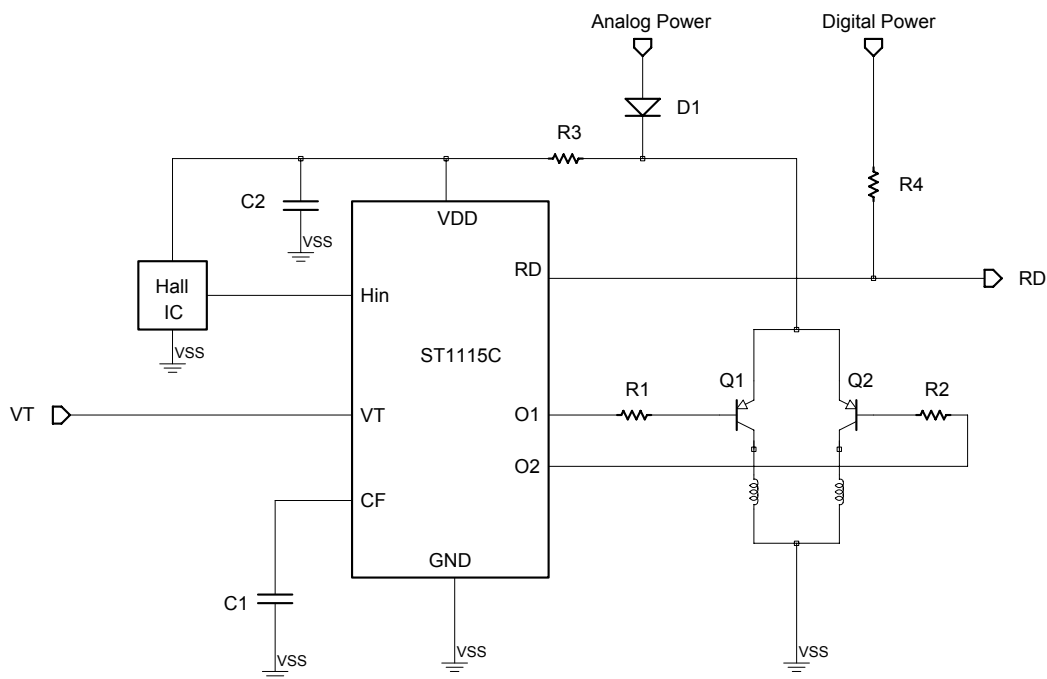 Analog Power
Digital Power
D1
R3
R4
C2
VSS
VDD
RD
RD
Hall
IC
Hin
VSS
ST1115C
Q1
Q2
R1
R2
VT
VT
O1
O2
CF
GND
C1
VSS
VSS
VSS